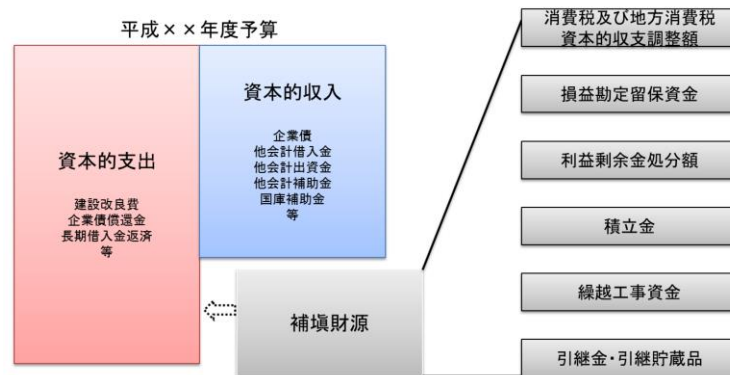 平成××年度予算
資本的支出
建設改良費
企業債償還金
長期借入金返済
等
資本的収入
企業債
他会計借入金
他会計出資金
他会計補助金
国庫補助金
等
補塡財源
消費税及び地方消費税
資本的収支調整額
損益勘定留保資金
利益剰余金処分額
積立金
繰越工事資金
引継金・引継貯蔵品